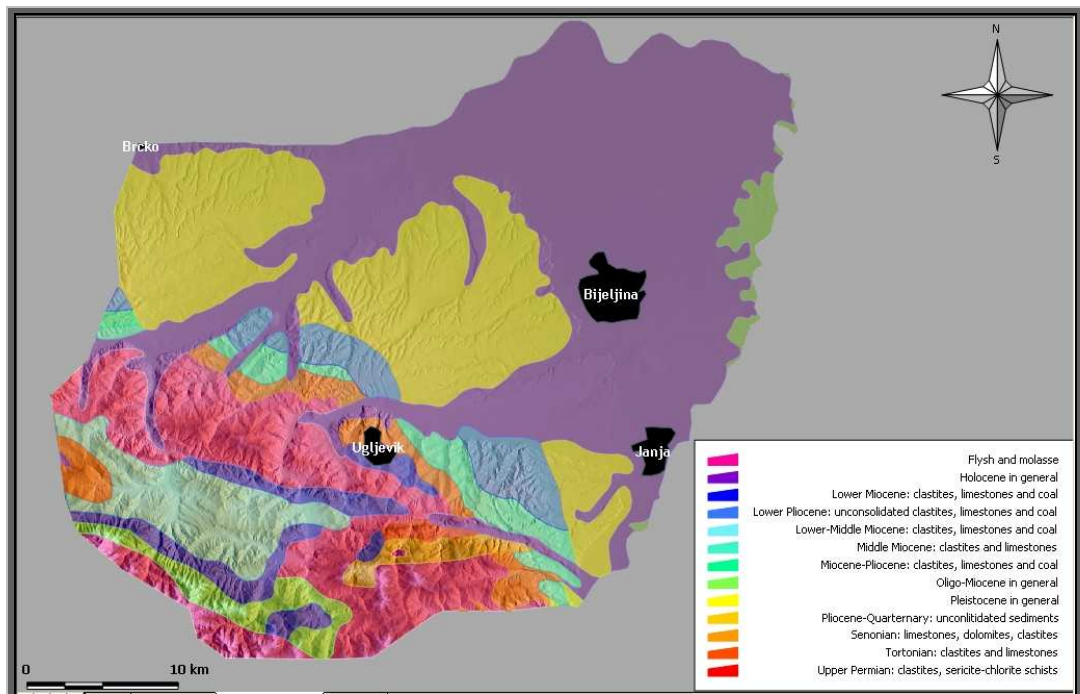 N
S
Brcko
Bijeljina
Ugljevik
Janja
Flysh and molasse
Holocene in general
Lower Miocene: clastites, limestones and coal
Lower Pliocene: unconsolidated clastites, limestones and coal
Lower-Middle Miocene: clastites, limestones and coal
Middle Miocene: clastites and limestones
Miocene-Pliocene: clastites, limestones and coal
Oligo-Miocene in general
Pleistocene in general
Pliocene-Quarternary: unconlitidated sediments
Senonian: limestones, dolomites, clastites
Tortonian: clastites and limestones
Upper Permian: clastites, sericite-chlorite schists
0 10 km